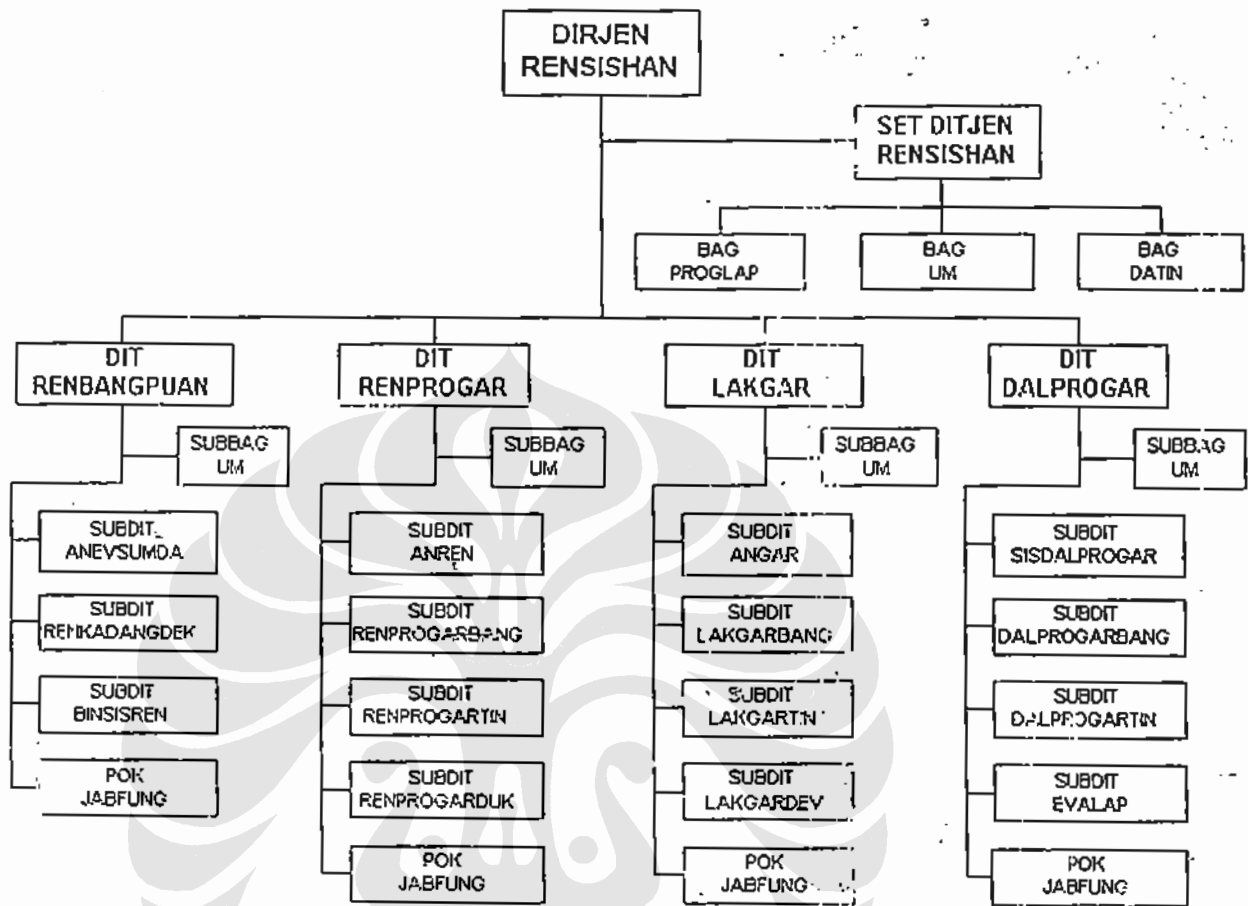 DIRJEN
RENSISHAN
SET DITJEN
RENSISHAN
BAG
PROGLAP
BAG
UM
BAG
DATIN
DIT
RENBANGPUAN
DIT
RENPROGAR
DIT
LAKGAR
DIT
DALPROGAR
SUBBAG
UM
SUBBAG
UM
SUBBAG
UM
SUBBAG
UM
SUBDIT
ANEVSUMDA
SUBDIT
REMKADANGDEK
SUBDIT
BINSISREN
POK
JABFUNG
SUBDIT
ANREN
SUBDIT
RENPROGARBANG
SUBDIT
RENPROGARTIN
SUBDIT
RENPROGARDUK
POK
JABFUNG
SUBDIT
ANGAR
SUBDIT
LAKGARBANG
SUBDIT
LAKGARTIN
SUBDIT
LAKGARDEV
POK
JABFUNG
SUBDIT
SISDALPROGAR
SUBDIT
DALPROGARBANG
SUBDIT
DALPROGARTIN
SUBDIT
EVALAP
POK
JABFUNG